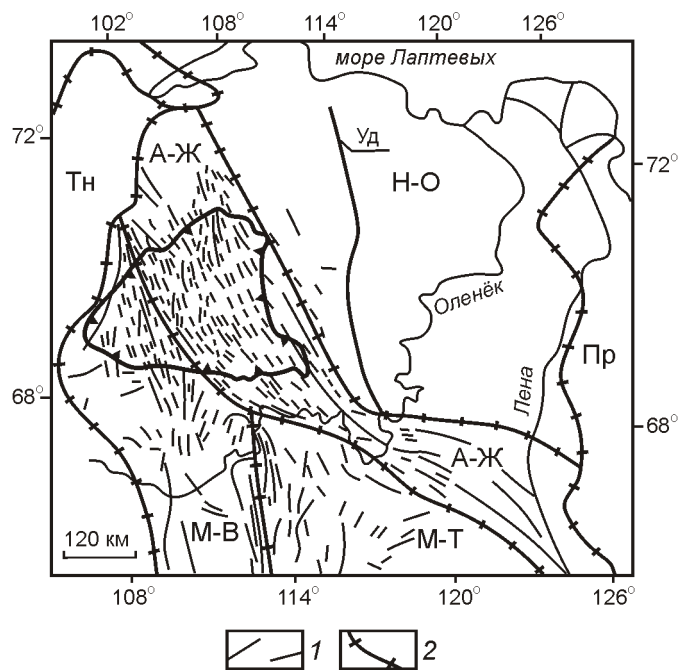 102° 108° 114° 120° 126°
море Лаптевых
72°
Уд
72°
А-Ж
Тн
Н-О
Оленёк
Пр
68°
Лена
68°
А-Ж
120 км
М-В
М-Т
108° 114° 120° 126°
1 2